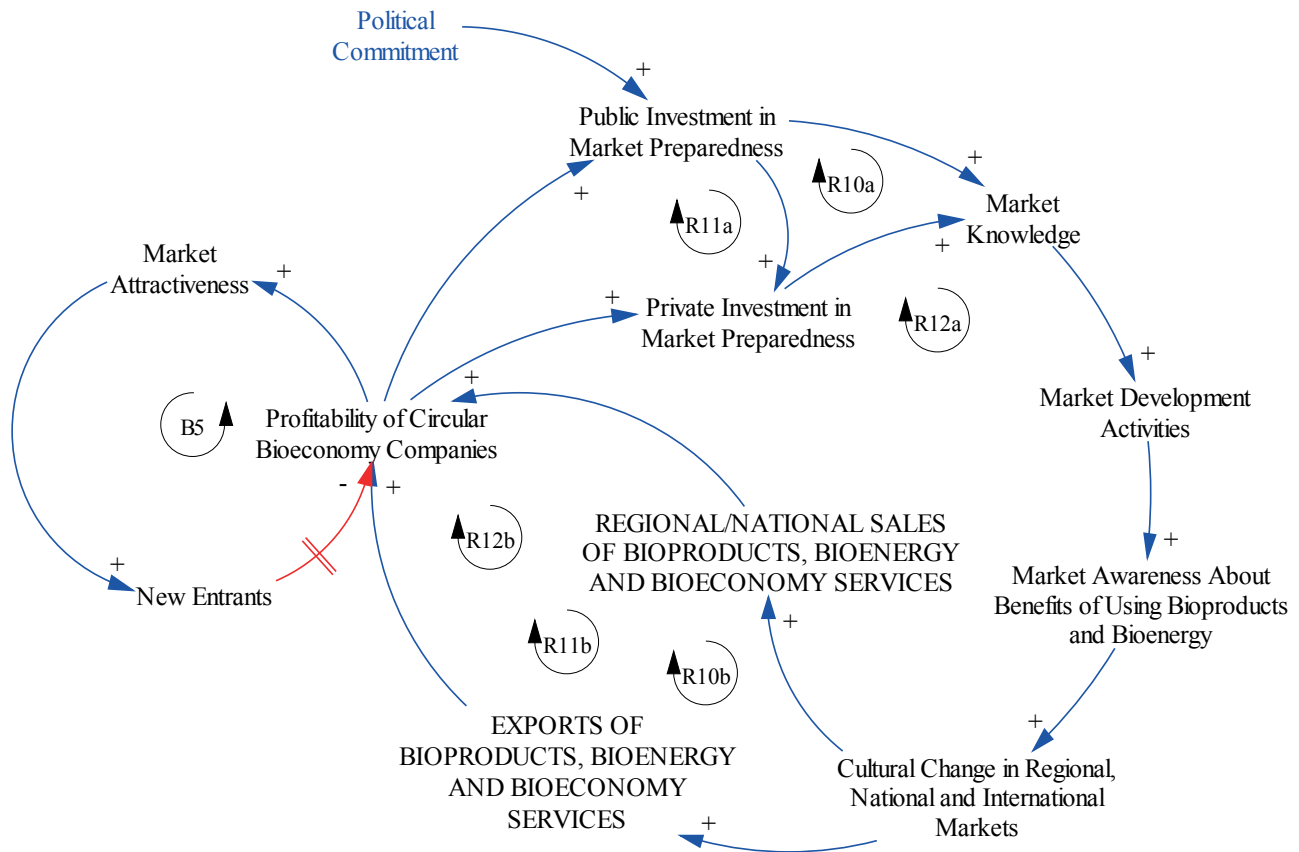 Political
Commitment
+
Public Investment in
Market Preparedness
+
+
R10a
+
Market
Knowledge
R11a
+
+
Market
Attractiveness
+
Private Investment in
Market Preparedness
+
R12a
+
Market Development
Activities
+
Profitability of Circular
Bioeconomy Companies
B5
-
+
R12b
REGIONAL/NATIONAL SALES
OF BIOPRODUCTS, BIOENERGY
AND BIOECONOMY SERVICES
+
Market Awareness About
Benefits of Using Bioproducts
and Bioenergy
+
New Entrants
+
R11b
R10b
EXPORTS OF
BIOPRODUCTS, BIOENERGY
AND BIOECONOMY
SERVICES
+
Cultural Change in Regional,
National and International
Markets
+